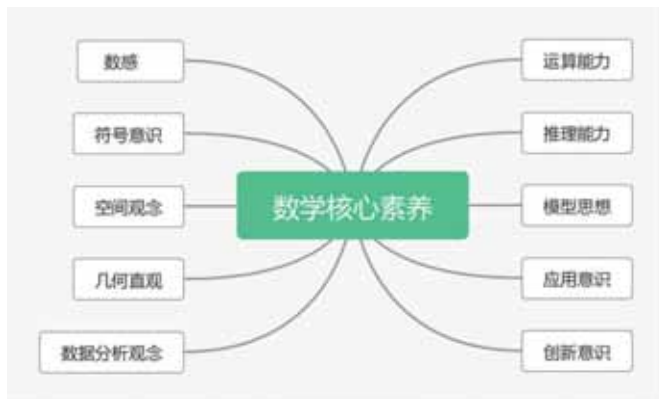 数感
符号意识
空间观念
几何直观
数据分析观念
数学核心素养
运算能力
推理能力
模型思想
应用意识
创新意识